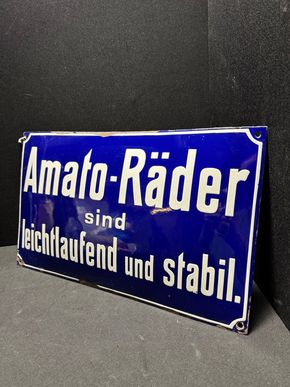 Amato-Räder
sind
leichtlaufend und stabil.